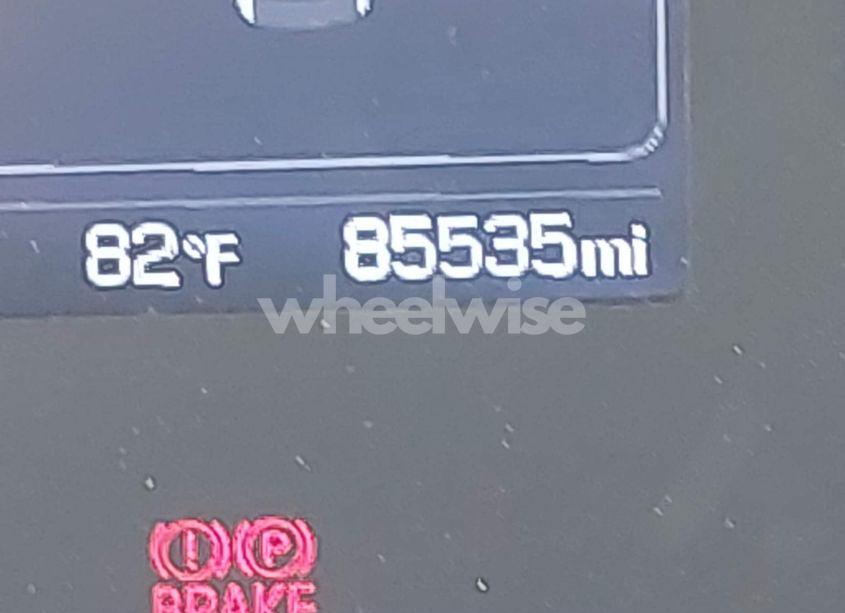 82°F 85535mi
wheelwise
(!) (P)
BRAKE